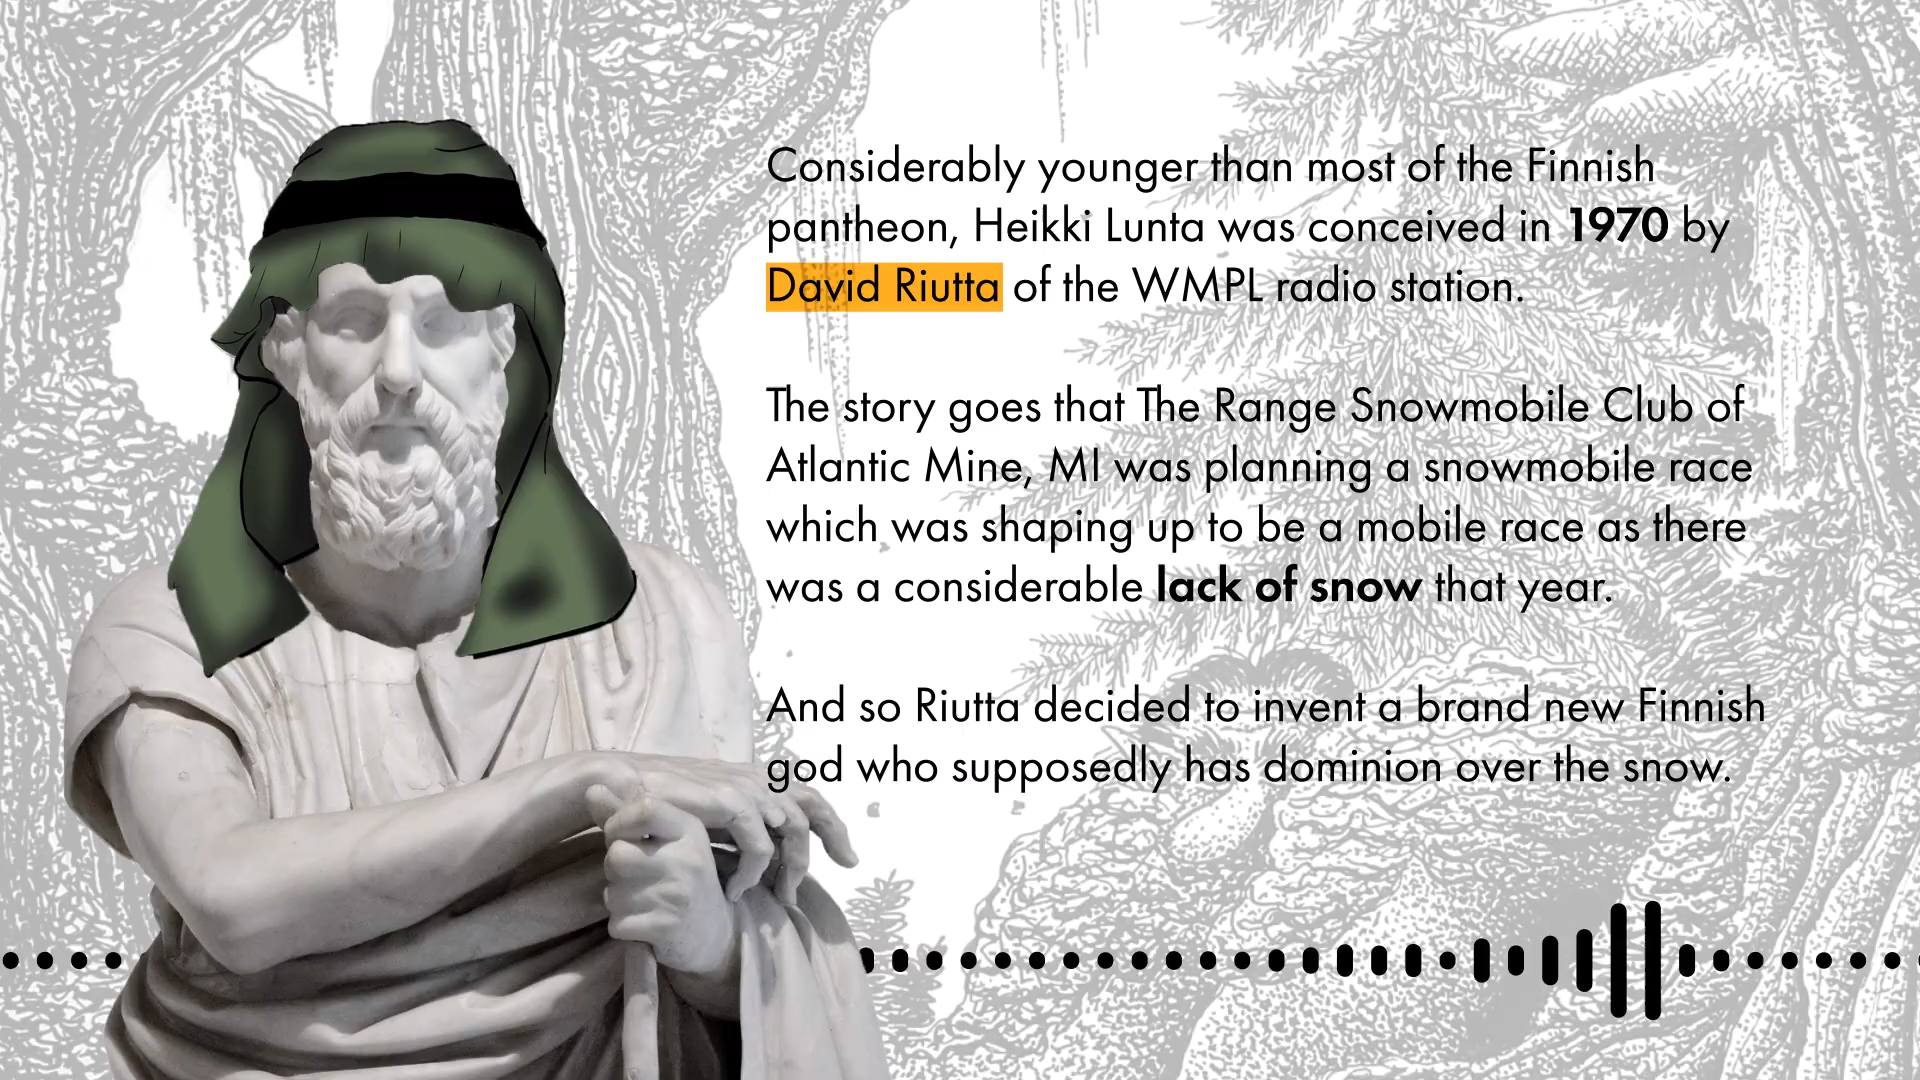 Considerably younger than most of the Finnish
pantheon, Heikki Lunta was conceived in 1970 by
David Riutta of the WMPL radio station.
The story goes that The Range Snowmobile Club of
Atlantic Mine, MI was planning a snowmobile race
which was shaping up to be a mobile race as there
was a considerable lack of snow that year.
And so Riutta decided to invent a brand new Finnish
god who supposedly has dominion over the snow.